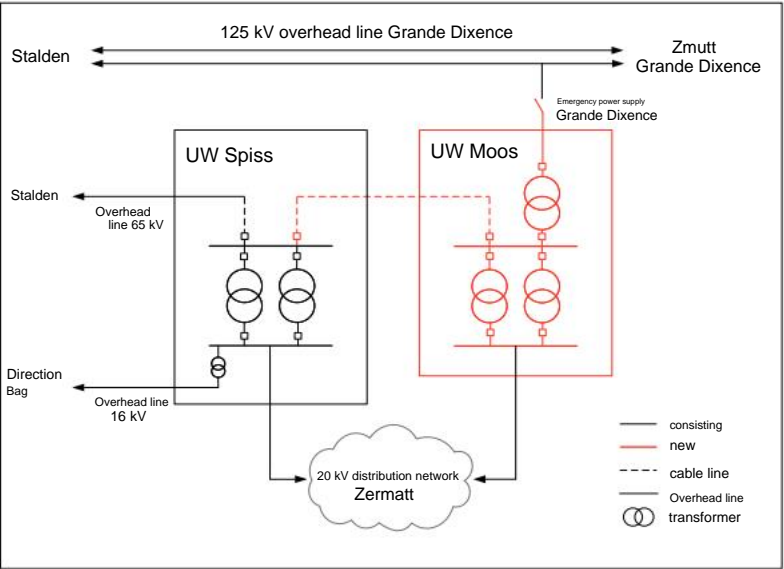 125 kV overhead line Grande Dixence
Stalden
Zmutt
Grande Dixence
Emergency power supply
Grande Dixence
UW Spiss
UW Moos
Stalden
Overhead
line 65 kV
Direction
Bag
Overhead line
16 kV
20 kV distribution network
Zermatt
consisting
new
cable line
Overhead line
transformer